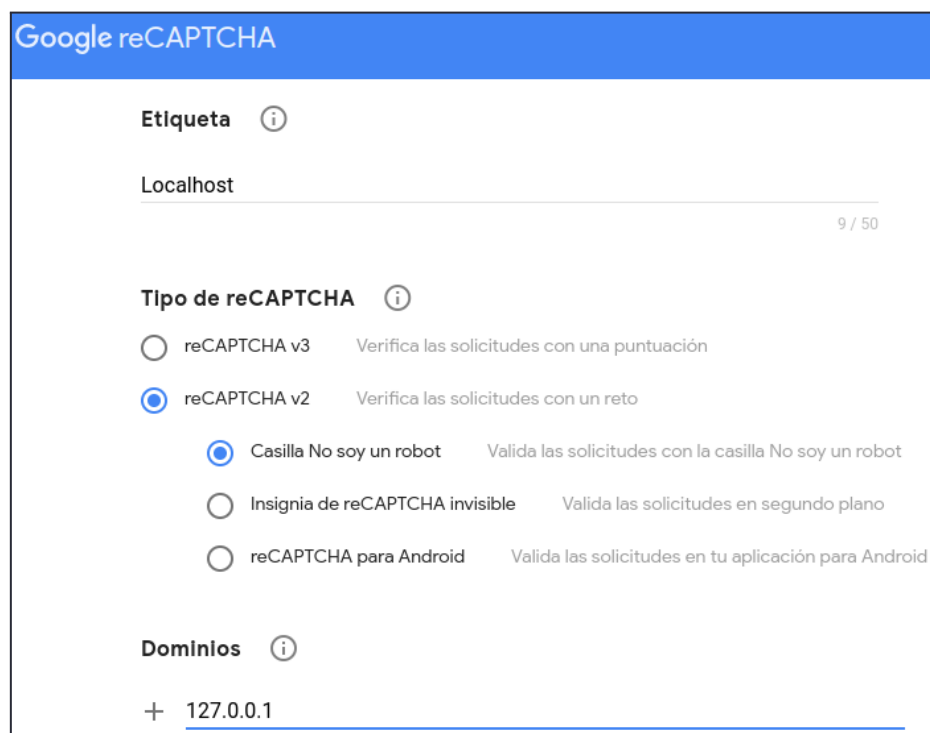 Google reCAPTCHA
Etiqueta
Localhost
9 / 50
Tipo de reCAPTCHA
reCAPTCHA v3 Verifica las solicitudes con una puntuación
reCAPTCHA v2 Verifica las solicitudes con un reto
Casilla No soy un robot Valida las solicitudes con la casilla No soy un robot
Insignia de reCAPTCHA invisible Valida las solicitudes en segundo plano
reCAPTCHA para Android Valida las solicitudes en tu aplicación para Android
Dominios
+ 127.0.0.1